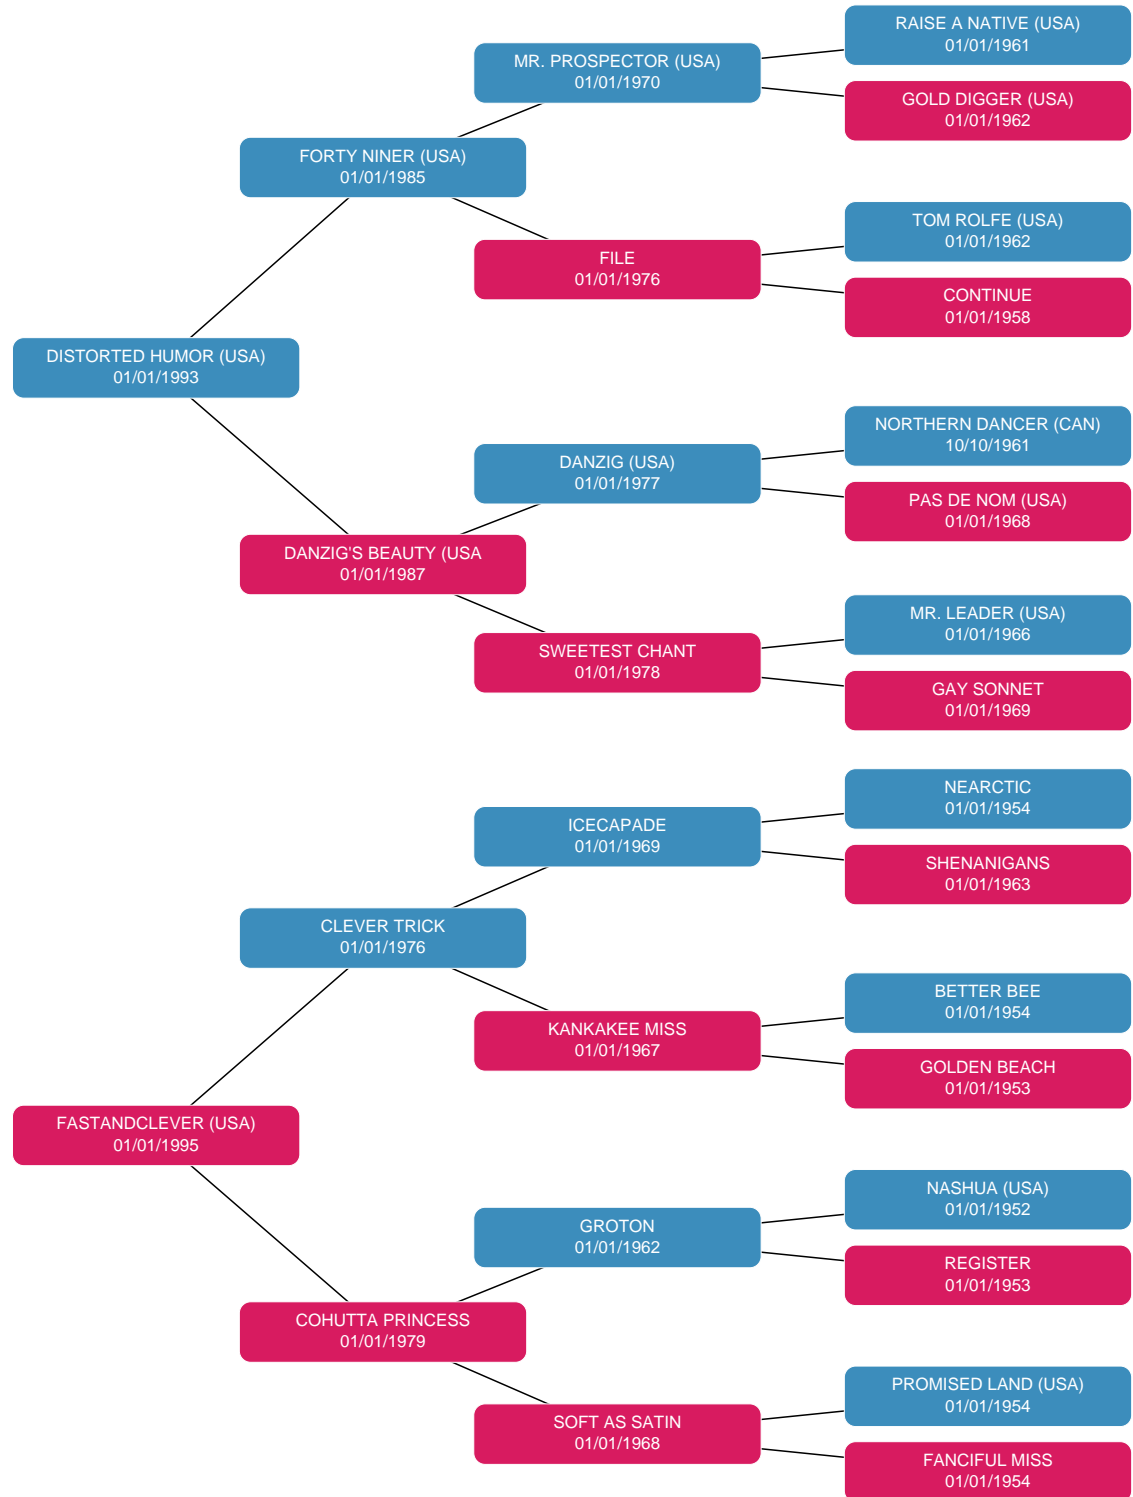 RAISE A NATIVE (USA)
01/01/1961
MR. PROSPECTOR (USA)
01/01/1970
GOLD DIGGER (USA)
01/01/1962
FORTY NINER (USA)
01/01/1985
TOM ROLFE (USA)
01/01/1962
FILE
01/01/1976
CONTINUE
01/01/1958
DISTORTED HUMOR (USA)
01/01/1993
NORTHERN DANCER (CAN)
10/10/1961
DANZIG (USA)
01/01/1977
PAS DE NOM (USA)
01/01/1968
DANZIG'S BEAUTY (USA
01/01/1987
MR. LEADER (USA)
01/01/1966
SWEETEST CHANT
01/01/1978
GAY SONNET
01/01/1969
NEARCTIC
01/01/1954
ICECAPADE
01/01/1969
SHENANIGANS
01/01/1963
CLEVER TRICK
01/01/1976
BETTER BEE
01/01/1954
KANKAKEE MISS
01/01/1967
GOLDEN BEACH
01/01/1953
FASTANDCLEVER (USA)
01/01/1995
NASHUA (USA)
01/01/1952
GROTON
01/01/1962
REGISTER
01/01/1953
COHUTTA PRINCESS
01/01/1979
PROMISED LAND (USA)
01/01/1954
SOFT AS SATIN
01/01/1968
FANCIFUL MISS
01/01/1954